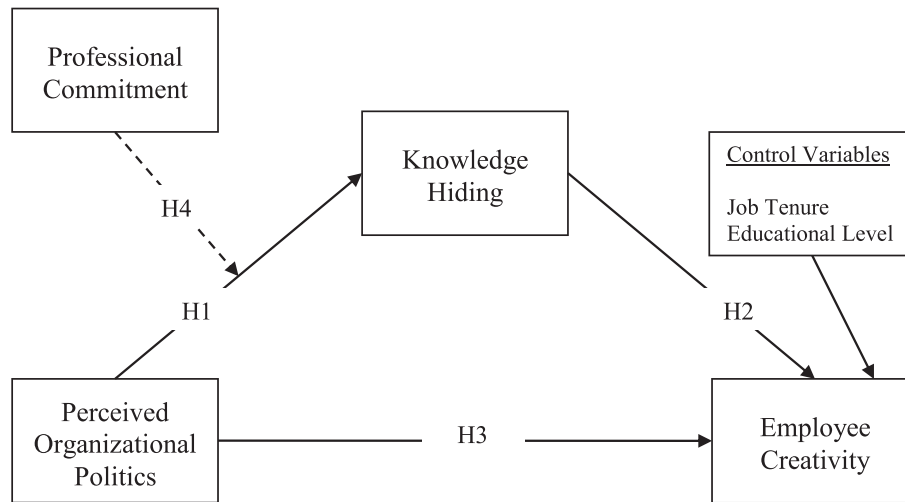 Professional
Commitment
Knowledge
Hiding
Control Variables
Job Tenure
Educational Level
H4
H1
H2
Perceived
Organizational
Politics
H3
Employee
Creativity